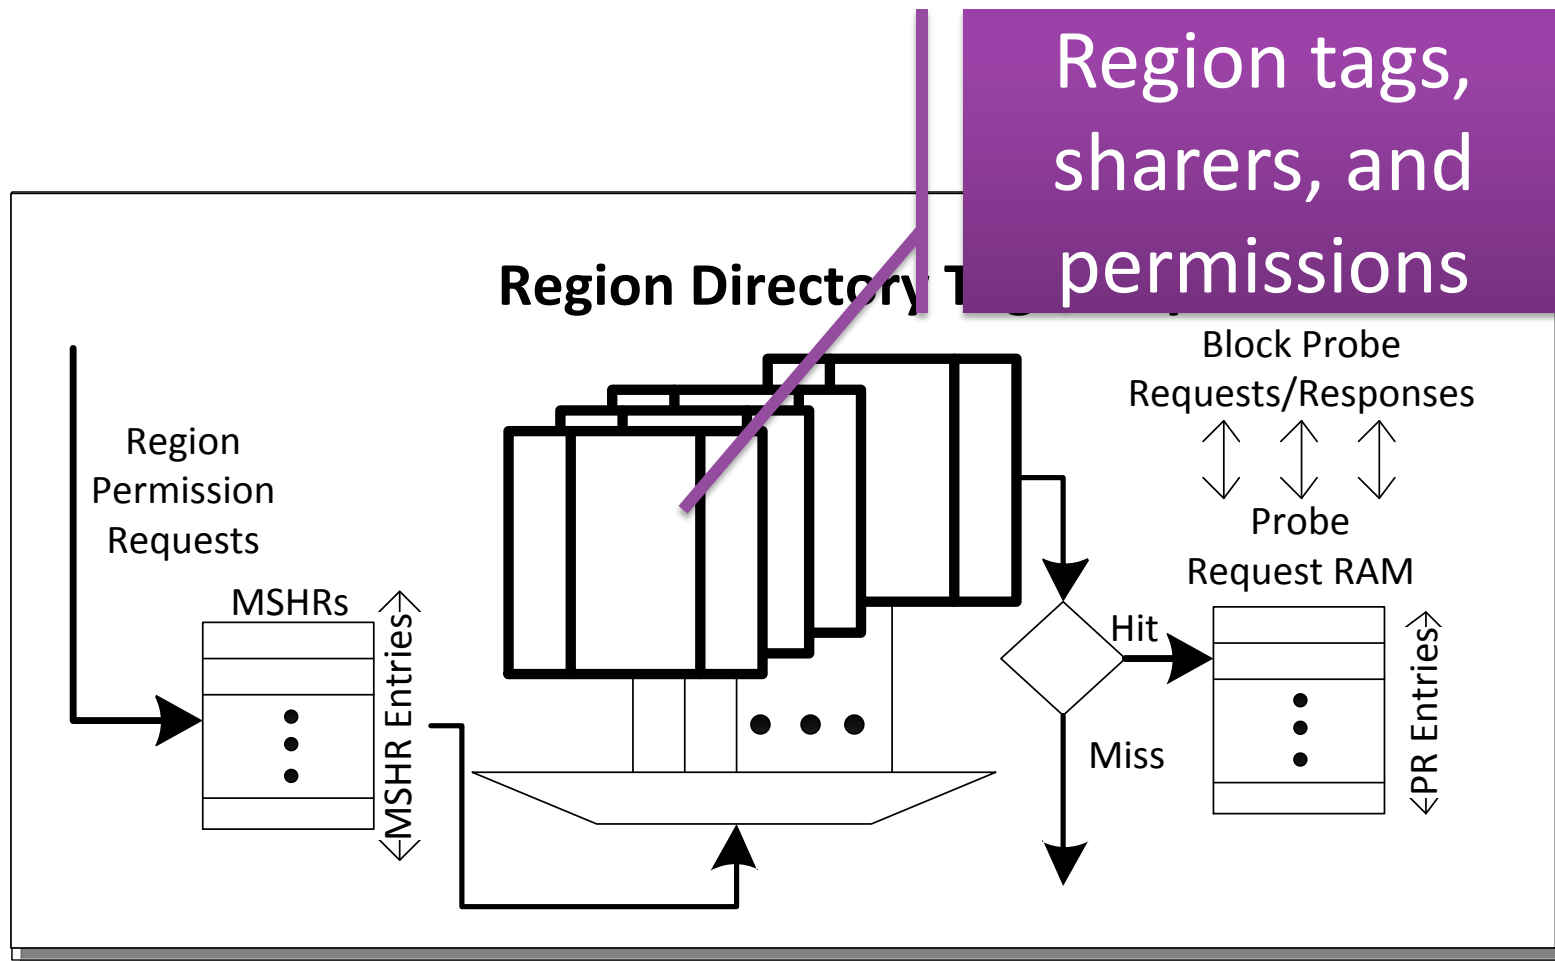 Region tags,
sharers, and
permissions
Region Directory
Block Probe
Requests/Responses
Region
Permission
Requests
Probe
Request RAM
MSHRs
MSHR Entries
Hit
Miss
PR Entries